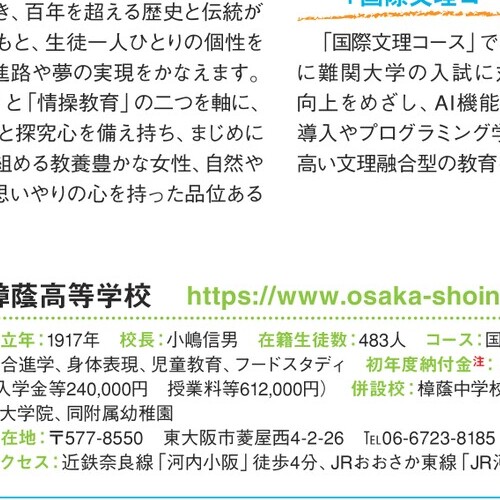 き、百年を超える歴史と伝統が
もと、生徒一人ひとりの個性を
進路や夢の実現をかなえます。
と「情操教育」の二つを軸に、
と探究心を備え持ち、まじめに
組める教養豊かな女性、自然や
思いやりの心を持った品位ある
「国際文理コー
「国際文理コース」で
に難関大学の入試に
向上をめざし、AI機能
導入やプログラミング学
高い文理融合型の教育
樟蔭高等学校 https://www.osaka-shoin
立年：1917年 校長：小嶋信男 在籍生徒数：483人 コース：国
合進学、身体表現、児童教育、フードスタディ 初年度納付金注：
入学金等240,000円 授業料等612,000円） 併設校：樟蔭中学校
大学院、同附属幼稚園
在地：〒577-8550 東大阪市菱屋西4-2-26 TEL06-6723-8185
クセス：近鉄奈良線「河内小阪」徒歩4分、JRおおさか東線「JR河